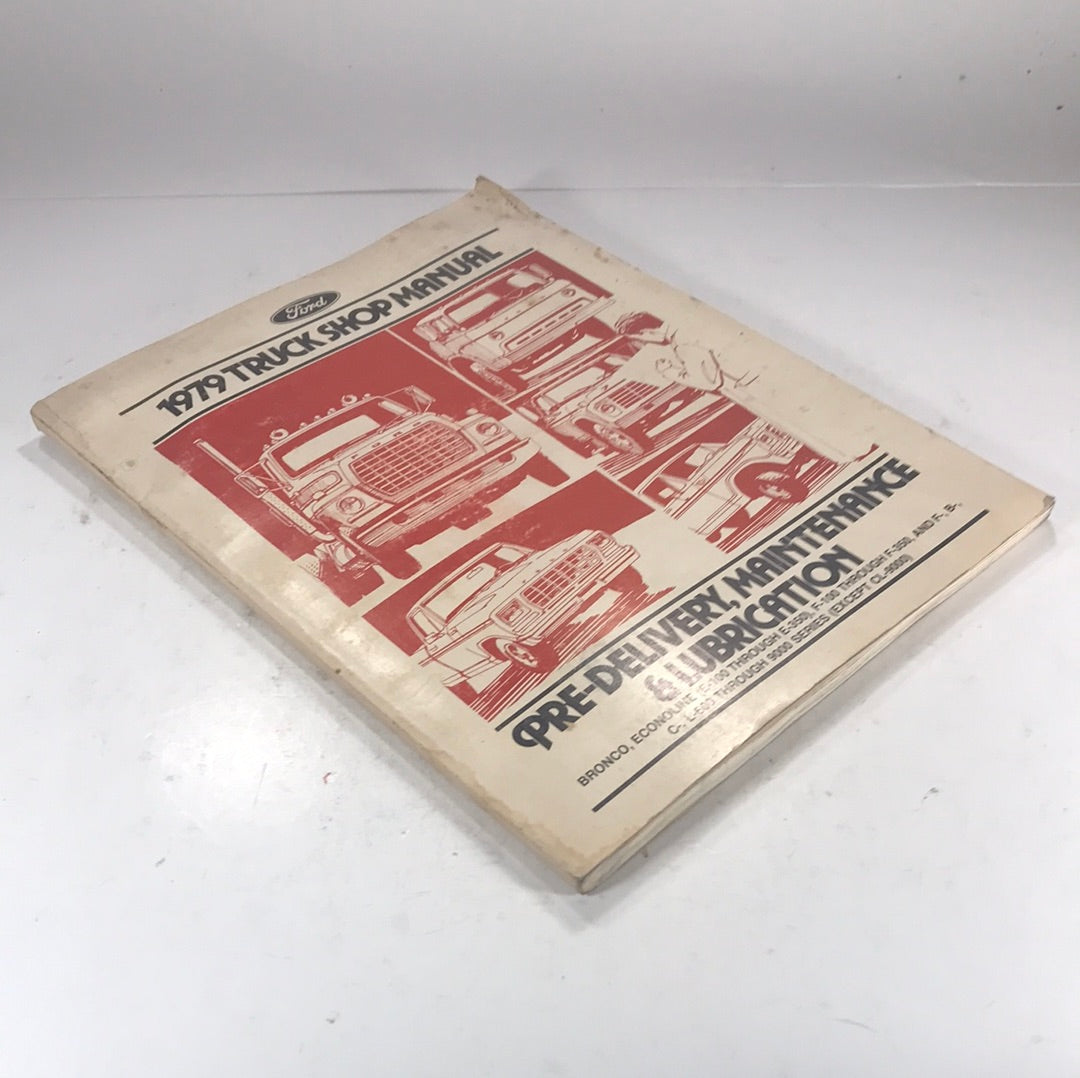 Ford
1979 TRUCK SHOP MANUAL
PRE-DELIVERY, MAINTENANCE
& LUBRICATION
BRONCO, ECONOLINE (E-100 THROUGH E-350), F-100 THROUGH F-350, AND F-, B-,
C-, L-500 THROUGH 9000 SERIES (EXCEPT CL-9000)